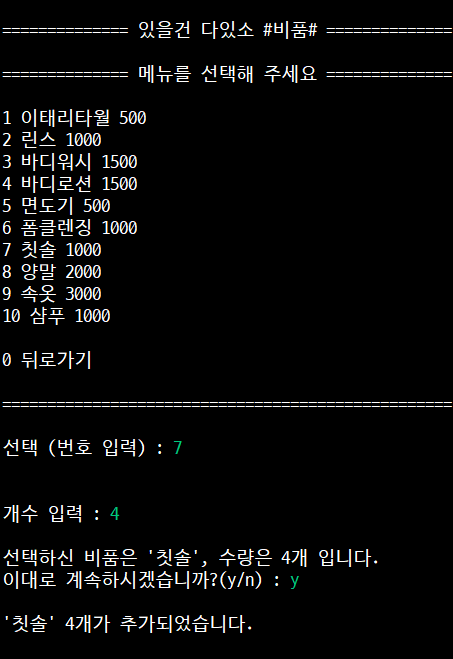 ============== 있을건 다있소 #비품# ==============
============== 메뉴를 선택해 주세요 ==============
1 이태리타월 500
2 린스 1000
3 바디워시 1500
4 바디로션 1500
5 면도기 500
6 폼클렌징 1000
7 칫솔 1000
8 양말 2000
9 속옷 3000
10 샴푸 1000
0 뒤로가기
==================================================
선택 (번호 입력) : 7
개수 입력 : 4
선택하신 비품은 '칫솔', 수량은 4개 입니다.
이대로 계속하시겠습니까?(y/n) : y
'칫솔' 4개가 추가되었습니다.